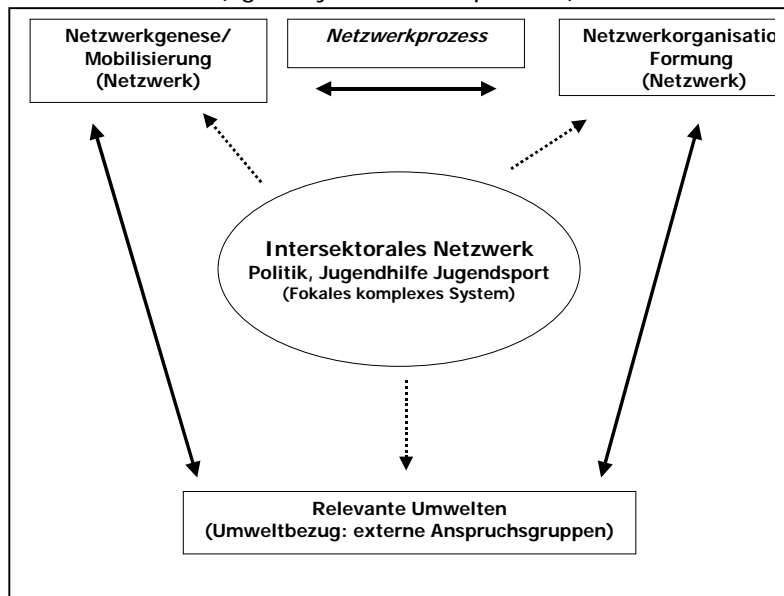 Netzwerkgenese/
Mobilisierung
(Netzwerk)
Netzwerkprozess
Netzwerkorganisatio
Formung
(Netzwerk)
Intersektorales Netzwerk
Politik, Jugendhilfe Jugendsport
(Fokales komplexes System)
Relevante Umwelten
(Umweltbezug: externe Anspruchsgruppen)